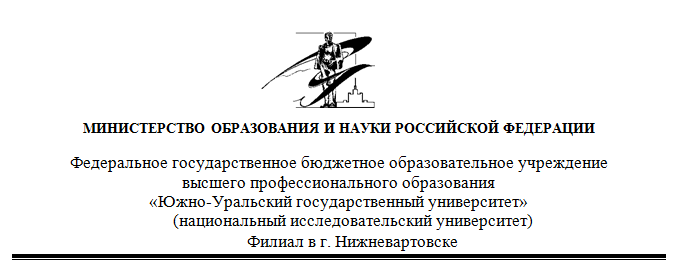 МИНИСТЕРСТВО ОБРАЗОВАНИЯ И НАУКИ РОССИЙСКОЙ ФЕДЕРАЦИИ
Федеральное государственное бюджетное образовательное учреждение
высшего профессионального образования
«Южно-Уральский государственный университет»
(национальный исследовательский университет)
Филиал в г. Нижневартовске